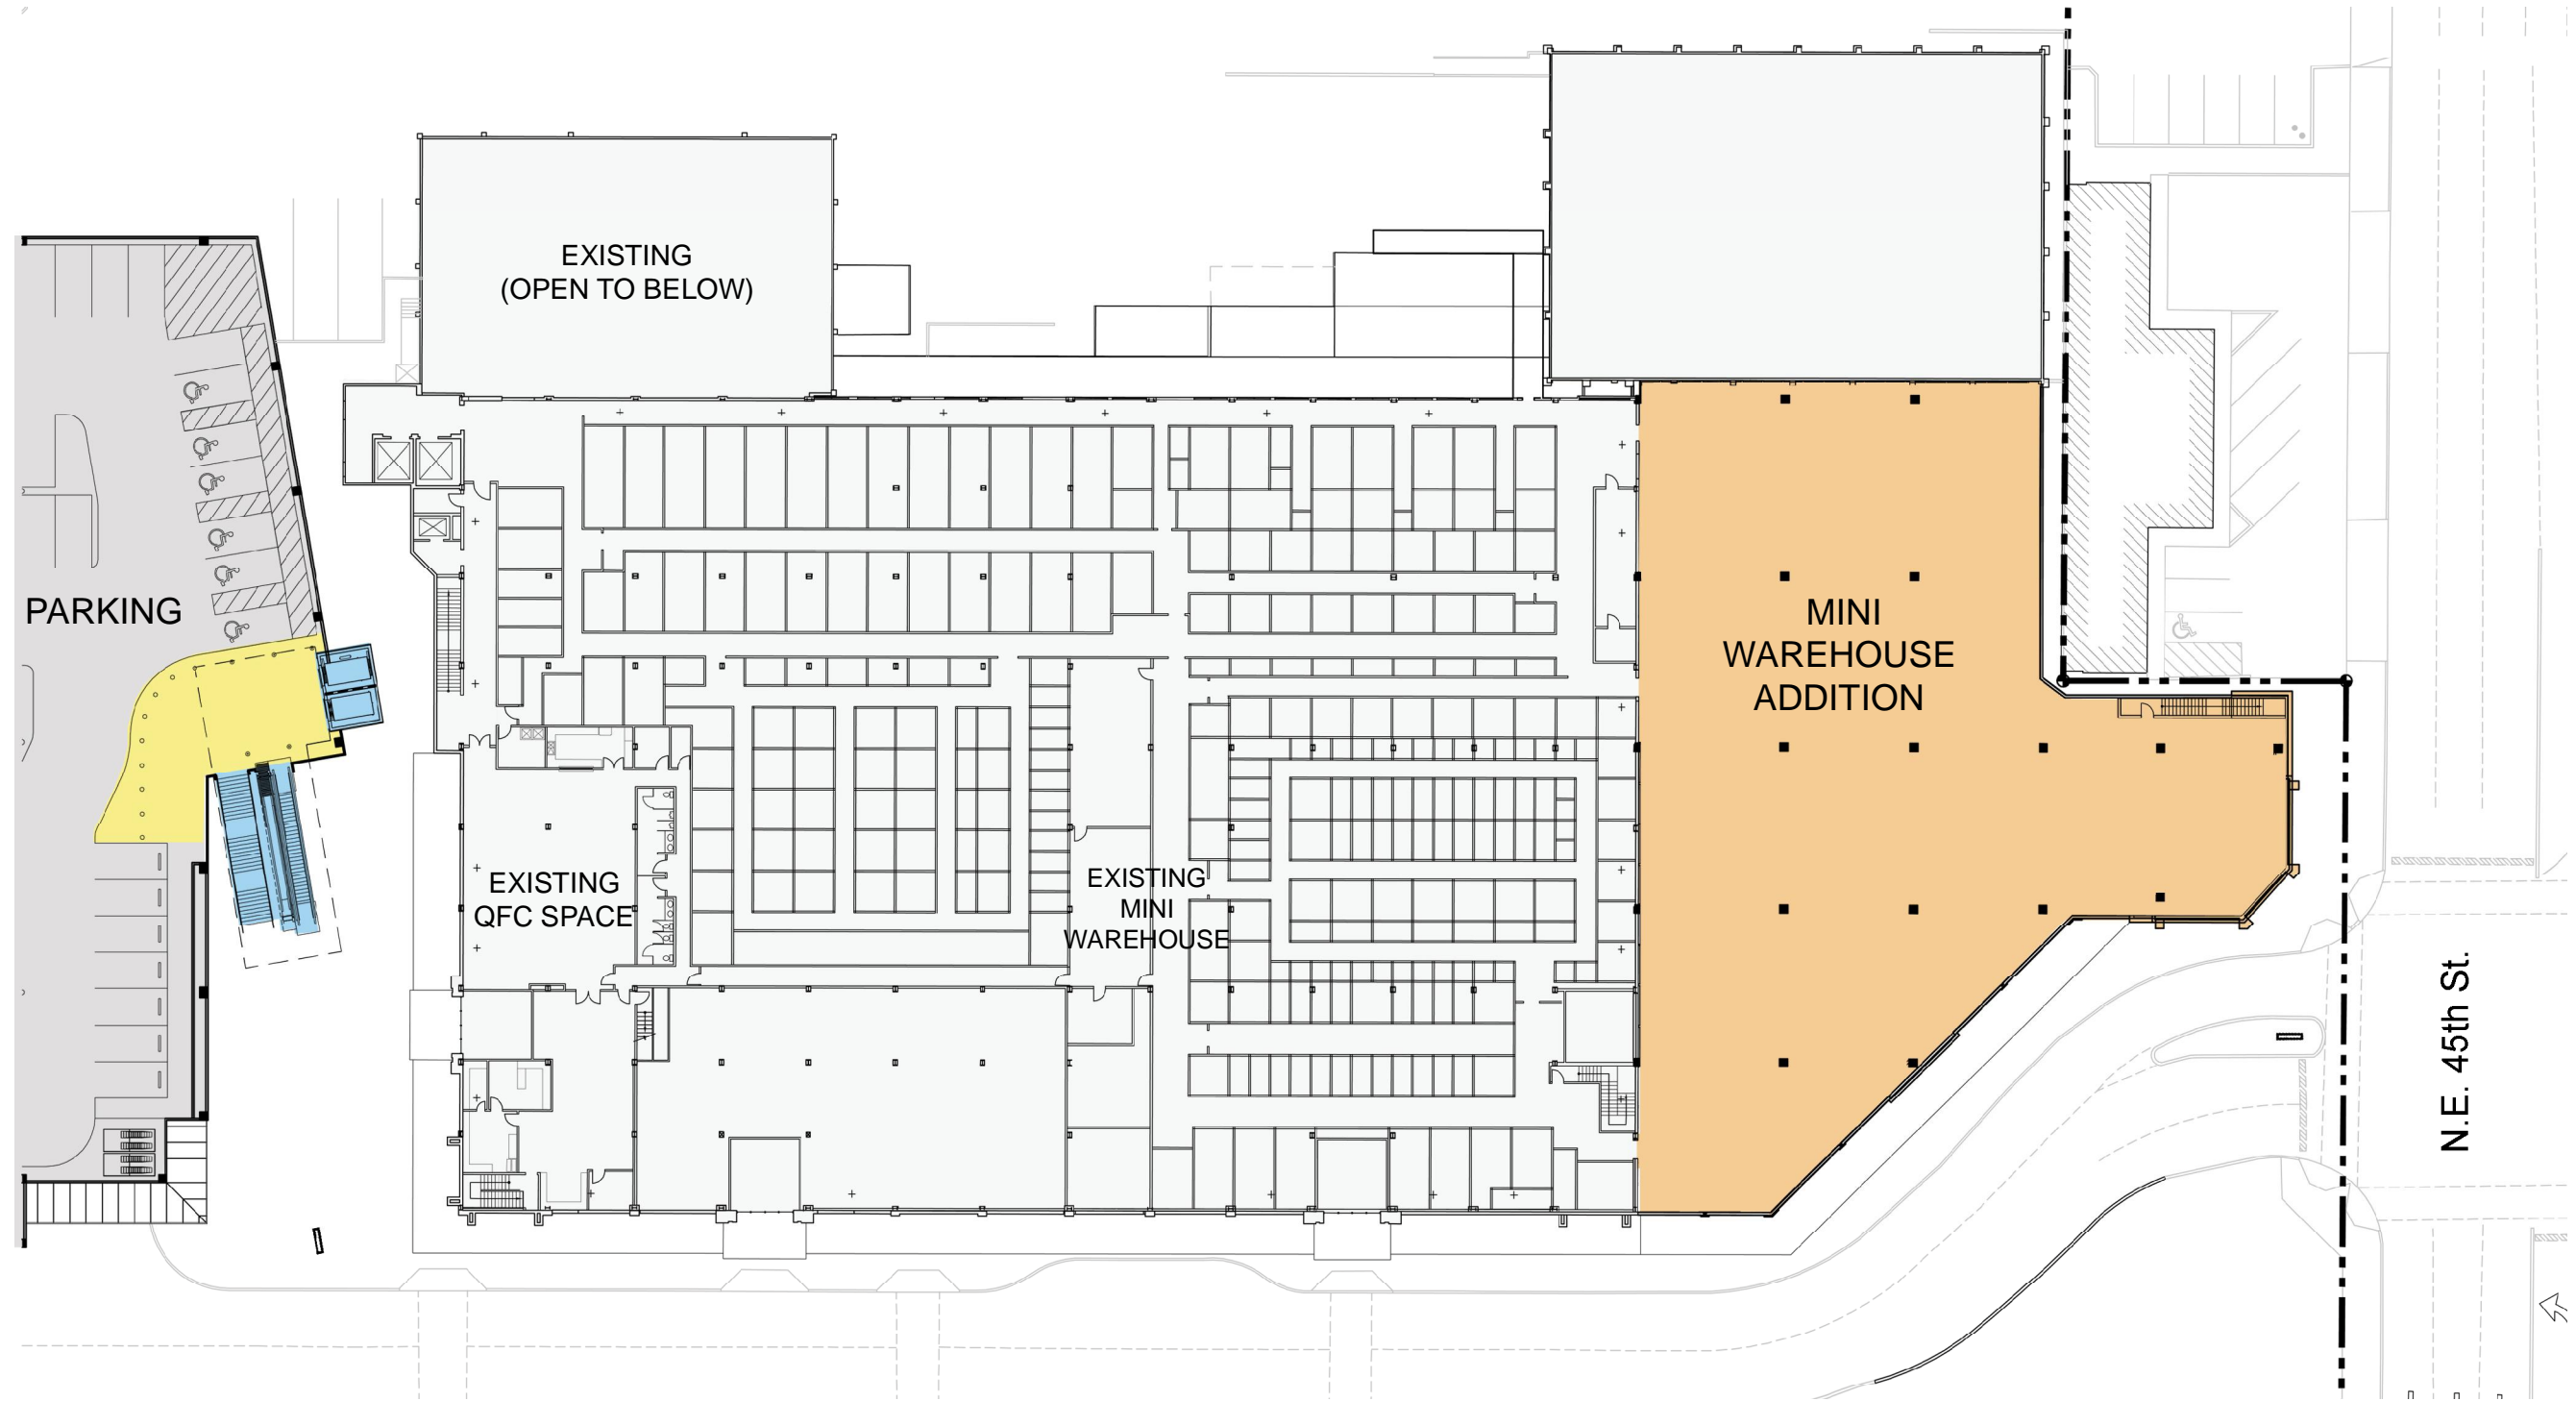 EXISTING
(OPEN TO BELOW)
PARKING
MINI
WAREHOUSE
ADDITION
EXISTING
QFC SPACE
EXISTING
MINI
WAREHOUSE
N.E. 45th St.